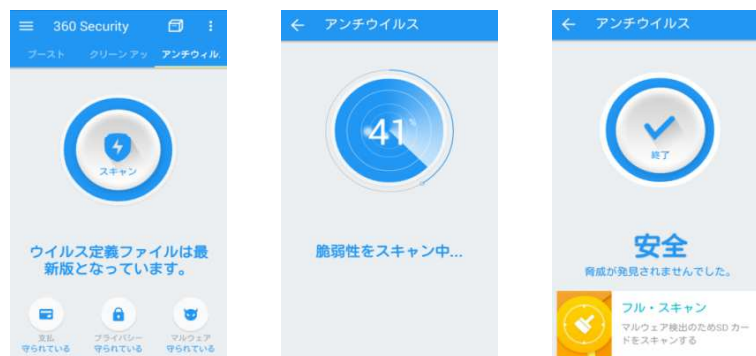 360 Security
ブースト
クリーンアッ
アンチウィル
スキャン
ウイルス定義ファイルは最
新版となっています。
支払
守られている
プライバシー
守られている
マルウェア
守られている
アンチウイルス
41%
脆弱性をスキャン中...
アンチウイルス
終了
安全
脅威が発見されませんでした。
フル・スキャン
マルウェア検出のためSD カー
ドをスキャンする